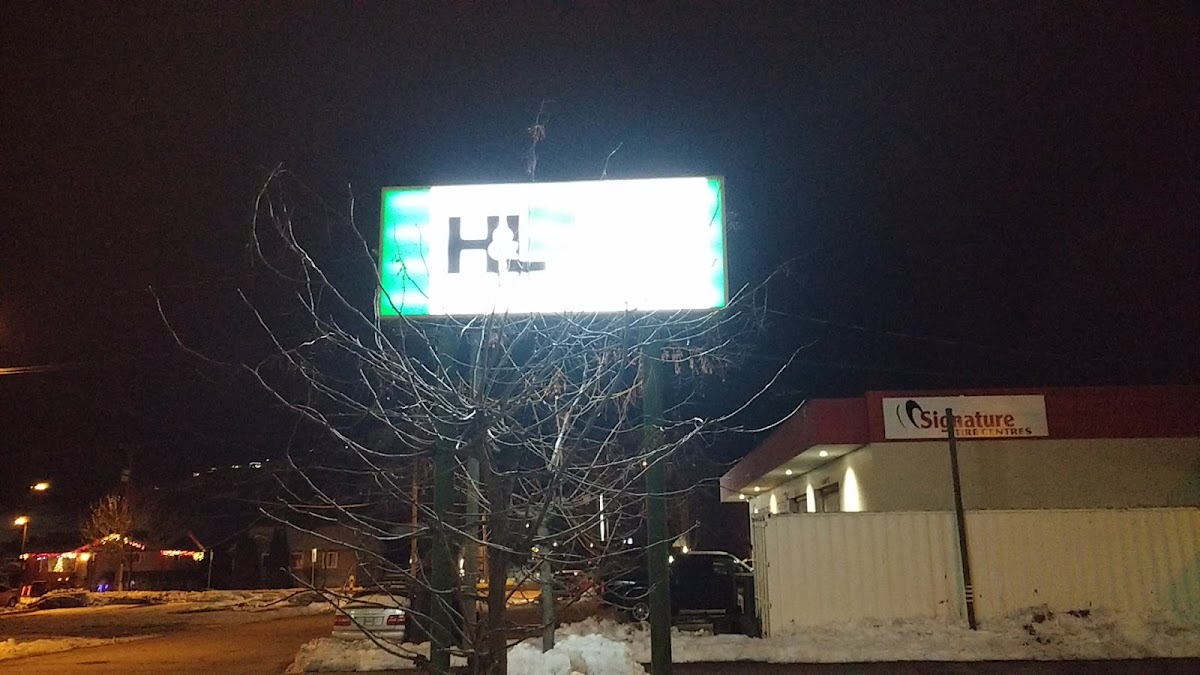 H&L
Signature
TIRE CENTRES